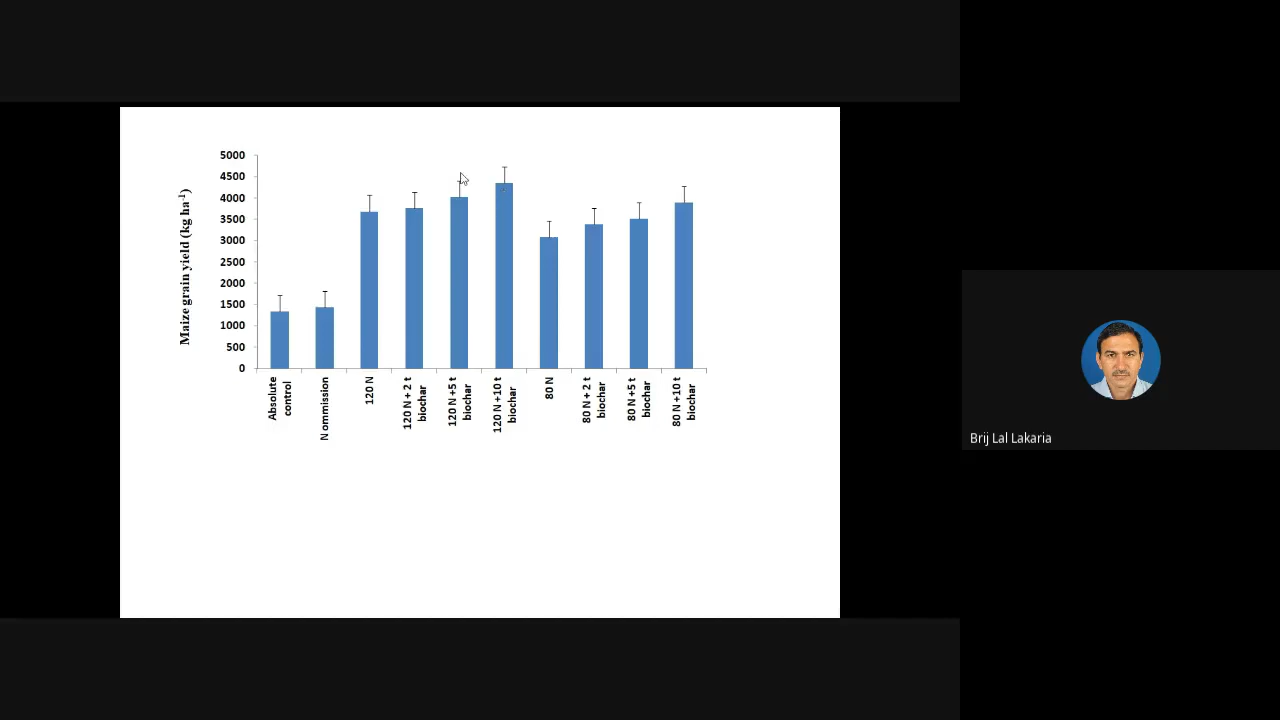 Maize grain yield (kg ha-1)
5000
4500
4000
3500
3000
2500
2000
1500
1000
500
0
Absolute
control
N ommission
120 N
120 N + 2 t
biochar
120 N +5 t
biochar
120 N +10 t
biochar
80 N
80 N + 2 t
biochar
80 N +5 t
biochar
80 N +10 t
biochar
Brij Lal Lakaria